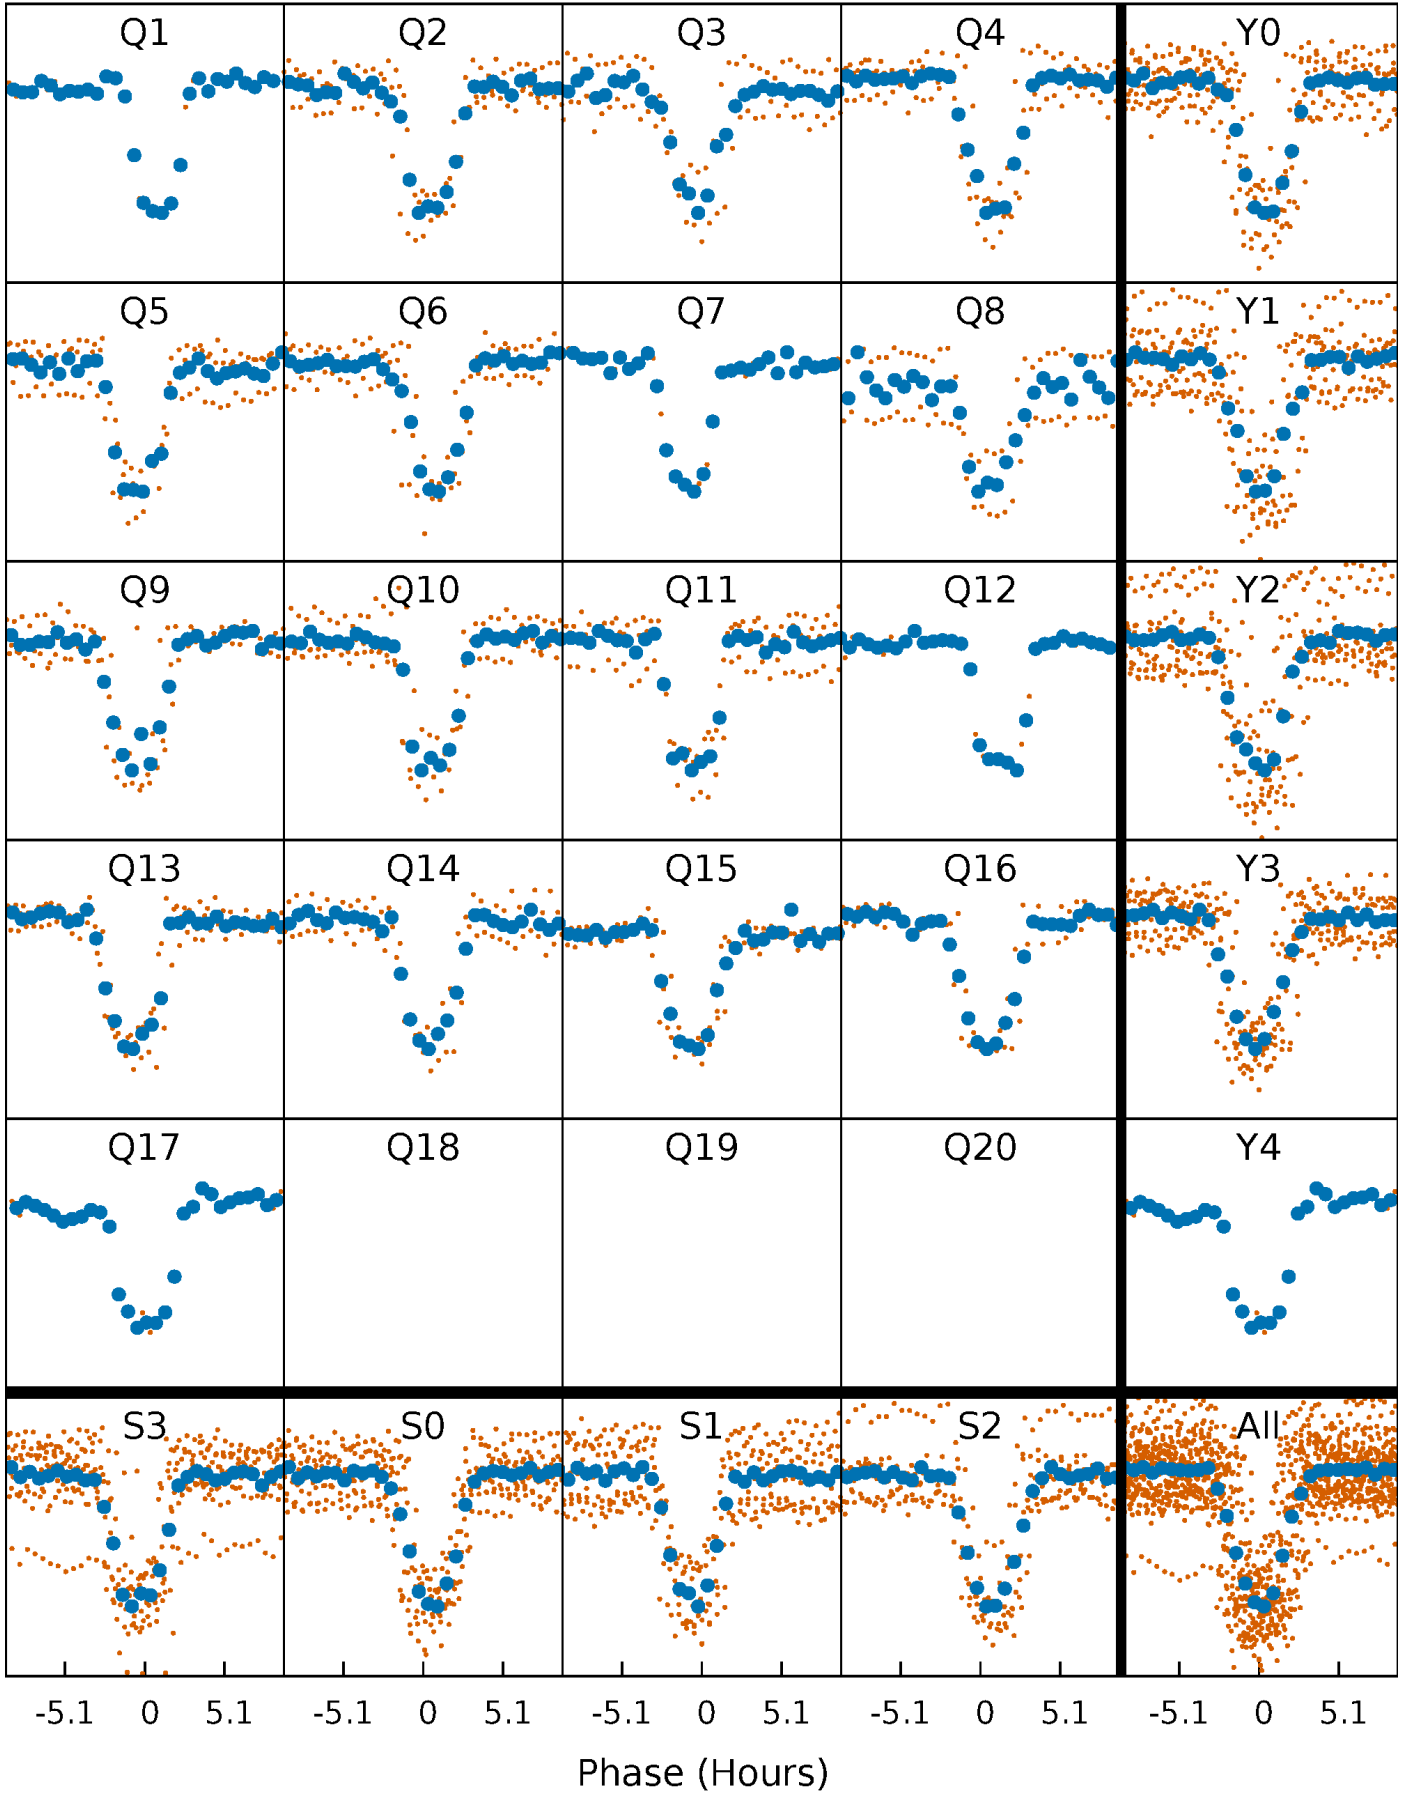 Q1 Q2 Q3 Q4 Y0
Q5 Q6 Q7 Q8 Y1
Q9 Q10 Q11 Q12 Y2
Q13 Q14 Q15 Q16 Y3
Q17 Q18 Q19 Q20 Y4
S3 S0 S1 S2 All
-5.1 0 5.1 -5.1 0 5.1 -5.1 0 5.1 -5.1 0 5.1 -5.1 0 5.1
Phase (Hours)